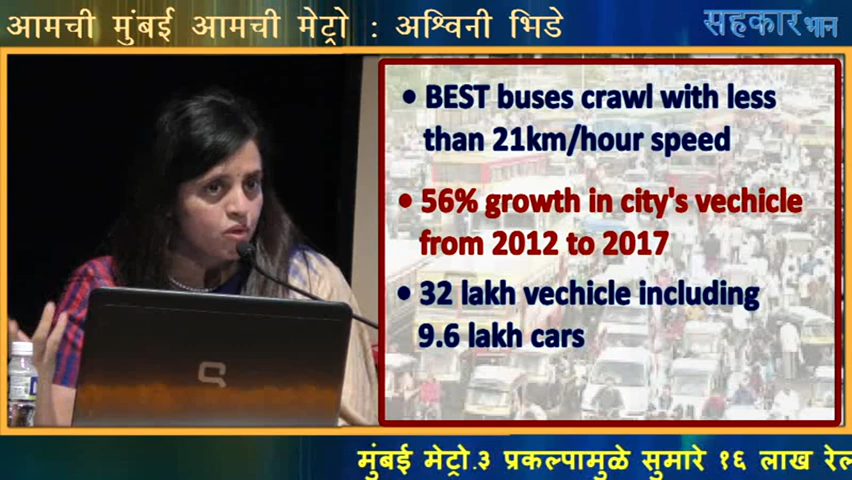 आमची मुंबई आमची मेट्रो : अश्विनी भिडे
सहकार भान
• BEST buses crawl with less
than 21km/hour speed
• 56% growth in city's vechicle
from 2012 to 2017
• 32 lakh vechicle including
9.6 lakh cars
मुंबई मेट्रो.३ प्रकल्पामुळे सुमारे १६ लाख रेल